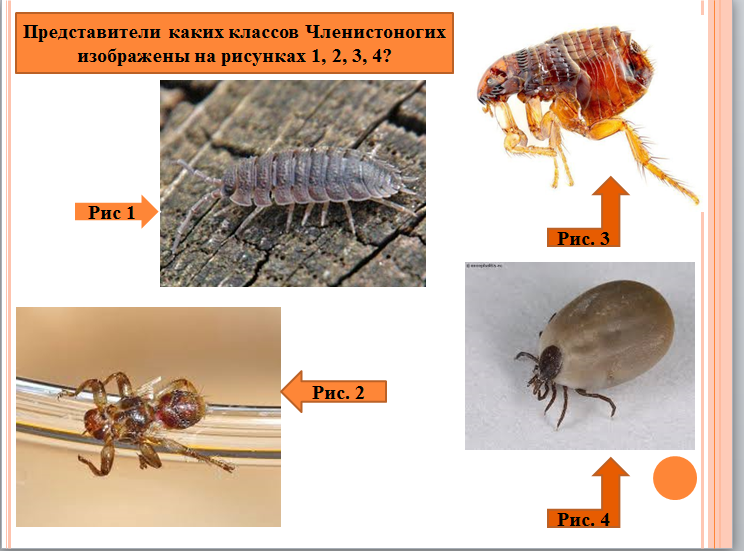 Представители каких классов Членистоногих
изображены на рисунках 1, 2, 3, 4?
Рис 1
Рис. 3
Рис. 2
Рис. 4